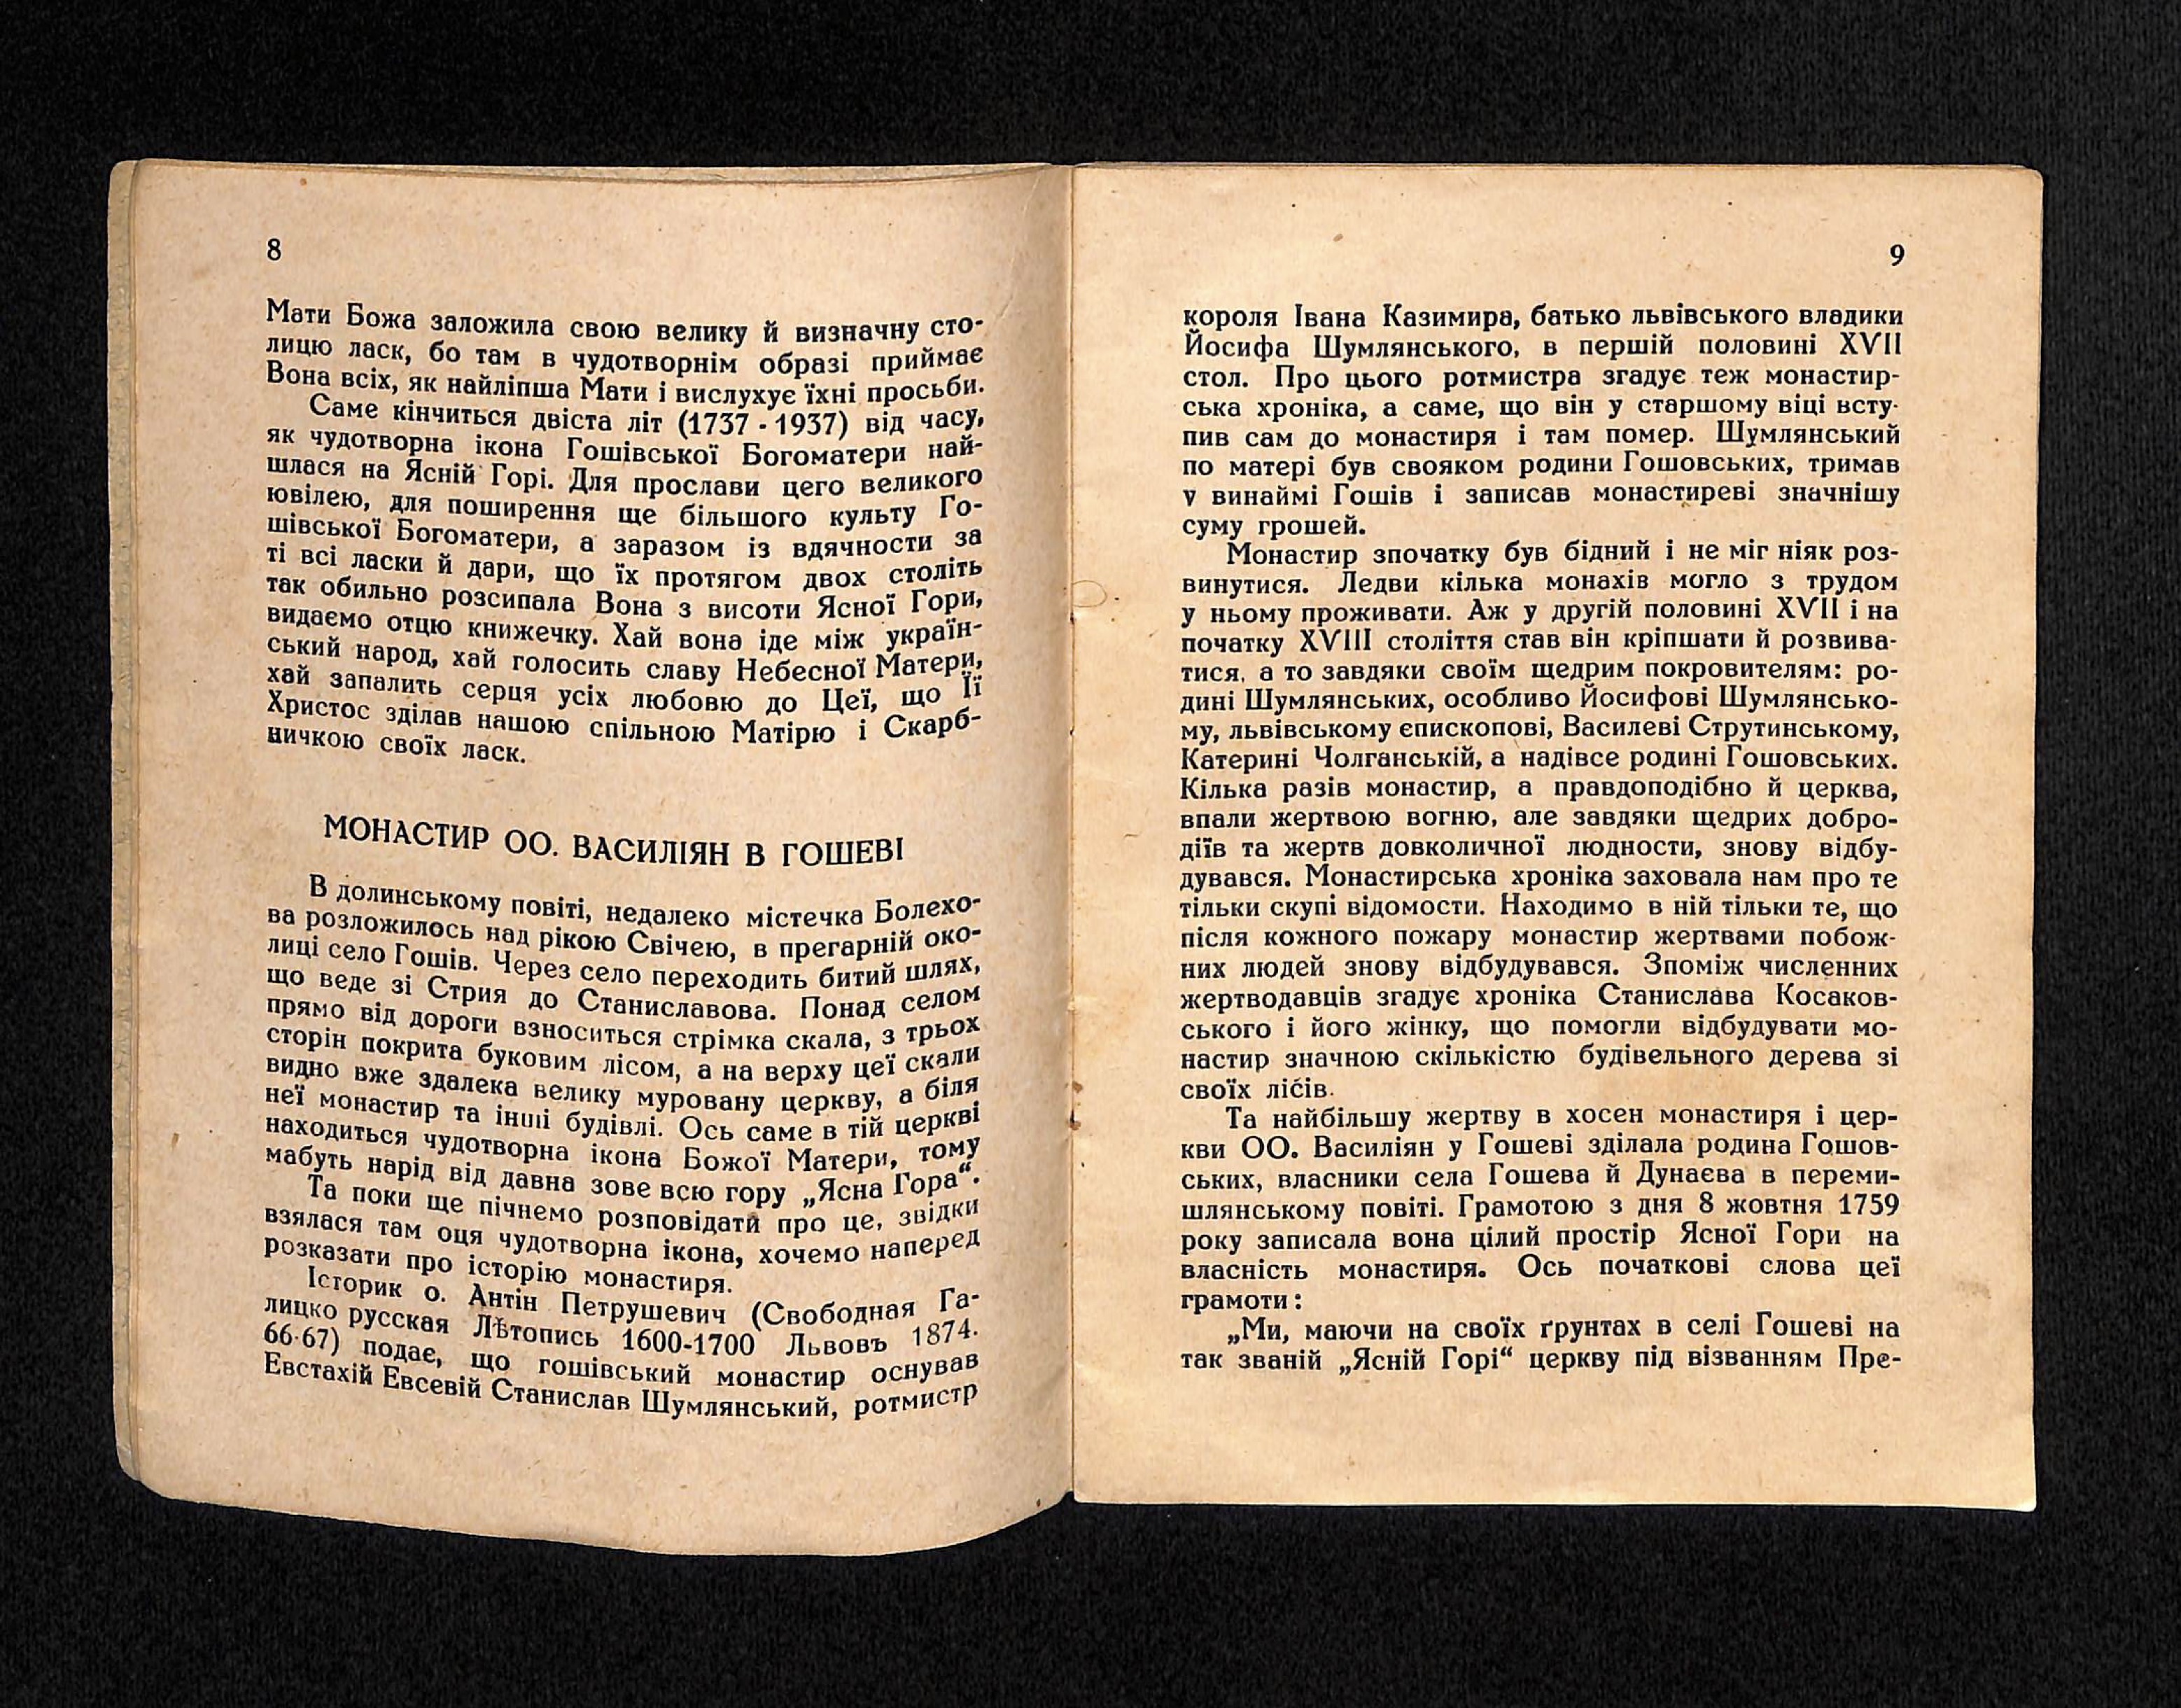 8
Мати Божа заложила свою велику й визначну сто-
лицю ласк, бо там в чудотворнім образі приймає
Вона всіх, як найліпша Мати і вислухує їхні просьби.
Саме кінчиться двіста літ (1737 - 1937) від часу,
як чудотворна ікона Гошівської Богоматери най-
шлася на Ясній Горі. Для прослави цего великого
ювілею, для поширення ще більшого культу Го-
шівської Богоматери, а заразом із вдячности за
ті всі ласки й дари, що їх протягом двох століть
так обильно розсипала Вона з висоти Ясної Гори,
видаємо отцю книжечку. Хай вона іде між україн-
ський народ, хай голосить славу Небесної Матери,
хай запалить серця усіх любовю до Цеї, що Її
Христос зділав нашою спільною Матірю і Скарб-
ничкою своїх ласк.
МОНАСТИР ОО. ВАСИЛІЯН В ГОШЕВІ
В долинському повіті, недалеко містечка Болехо-
ва розложилось над рікою Свічею, в прегарній око-
лиці село Гошів. Через село переходить битий шлях,
що веде зі Стрия до Станиславова. Понад селом
прямо від дороги взноситься стрімка скала, з трьох
сторін покрита буковим лісом, а на верху цеї скали
видно вже здалека велику муровану церкву, а біля
неї монастир та інші будівлі. Ось саме в тій церкві
находиться чудотворна ікона Божої Матери, тому
мабуть нарід від давна зове всю гору „Ясна Гора“.
Та поки ще пічнемо розповідати про це, звідки
взялася там оця чудотворна ікона, хочемо наперед
розказати про історію монастиря.
Історик о. Антін Петрушевич (Свободная Га-
лицко русская Лѣтопись 1600-1700 Львовъ 1874.
66-67) подає, що гошівський монастир оснував
Евстахій Евсевій Станислав Шумлянський, ротмистр
9
короля Івана Казимира, батько львівського владики
Йосифа Шумлянського, в першій половині XVII
стол. Про цього ротмистра згадує теж монастир-
ська хроніка, а саме, що він у старшому віці всту-
пив сам до монастиря і там помер. Шумлянський
по матері був свояком родини Гошовських, тримав
у винаймі Гошів і записав монастиреві значнішу
суму грошей.
Монастир зпочатку був бідний і не міг ніяк роз-
винутися. Ледви кілька монахів могло з трудом
у ньому проживати. Аж у другій половині XVII і на
початку XVIII століття став він кріпшати й розвива-
тися, а то завдяки своїм щедрим покровителям: ро-
дині Шумлянських, особливо Йосифові Шумлянсько-
му, львівському єпископові, Василеві Струтинському,
Катерині Чолганській, а надівсе родині Гошовських.
Кілька разів монастир, а правдоподібно й церква,
впали жертвою вогню, але завдяки щедрих добро-
діїв та жертв довколичної людности, знову відбу-
дувався. Монастирська хроніка заховала нам про те
тільки скупі відомости. Находимо в ній тільки те, що
після кожного пожару монастир жертвами побож-
них людей знову відбудувався. Зпоміж численних
жертводавців згадує хроніка Станислава Косаков-
ського і його жінку, що помогли відбудувати мо-
настир значною скількістю будівельного дерева зі
своїх лісів.
Та найбільшу жертву в хосен монастиря і цер-
кви ОО. Василіян у Гошеві зділала родина Гошов-
ських, власники села Гошева й Дунаєва в переми-
шлянському повіті. Грамотою з дня 8 жовтня 1759
року записала вона цілий простір Ясної Гори на
власність монастиря. Ось початкові слова цеї
грамоти:
„Ми, маючи на своїх ґрунтах в селі Гошеві на
так званій „Ясній Горі“ церкву під візванням Пре-